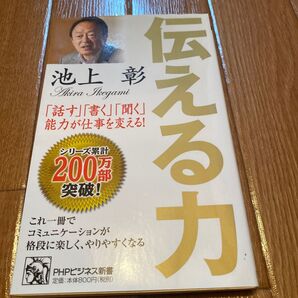 伝える力
池上 彰
Akira Ikegami
「話す」「書く」「聞く」
能力が仕事を変える!
シリーズ累計
200万部
突破!
これ一冊で
コミュニケーションが
格段に楽しく、やりやすくなる
PHPビジネス新書
定価:本体800円(税別)